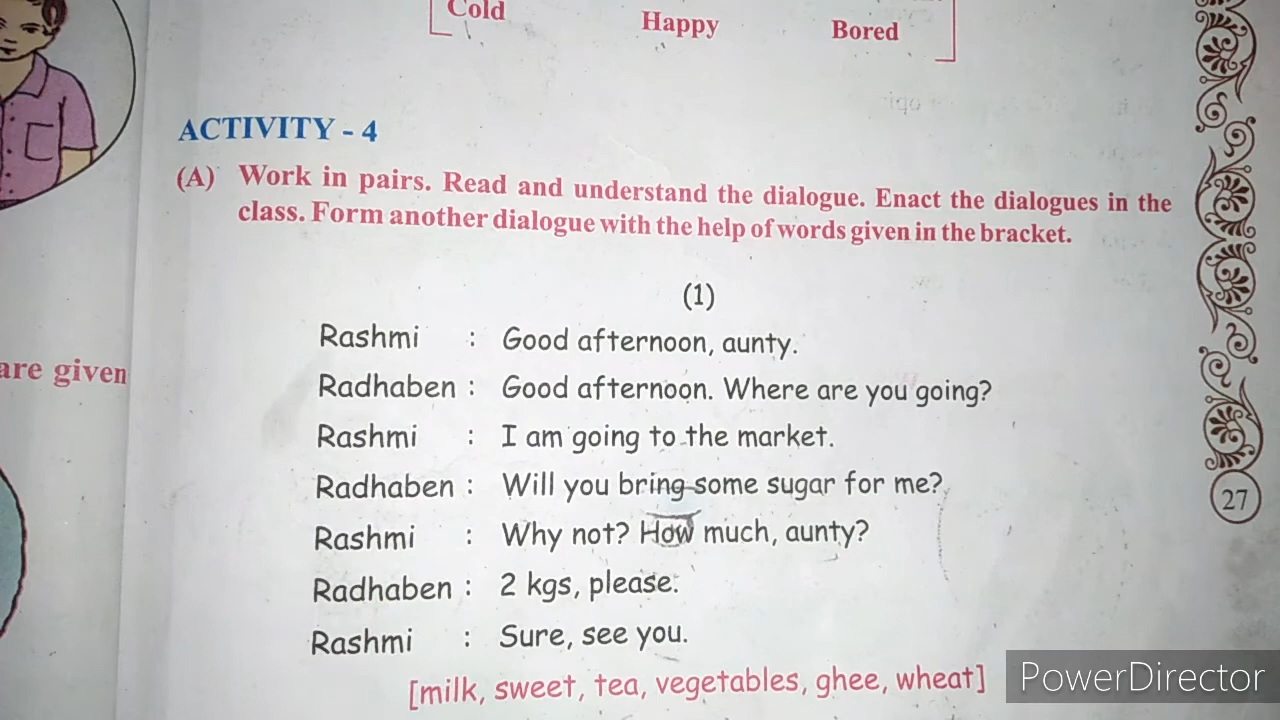 Cold Happy Bored
ACTIVITY - 4
(A) Work in pairs. Read and understand the dialogue. Enact the dialogues in the
class. Form another dialogue with the help of words given in the bracket.
(1)
Rashmi : Good afternoon, aunty.
Radhaben : Good afternoon. Where are you going?
Rashmi : I am going to the market.
are given
Radhaben : Will you bring some sugar for me?
27
Rashmi : Why not? How much, aunty?
Radhaben : 2 kgs, please.
Rashmi : Sure, see you.
[milk, sweet, tea, vegetables, ghee, wheat]
PowerDirector